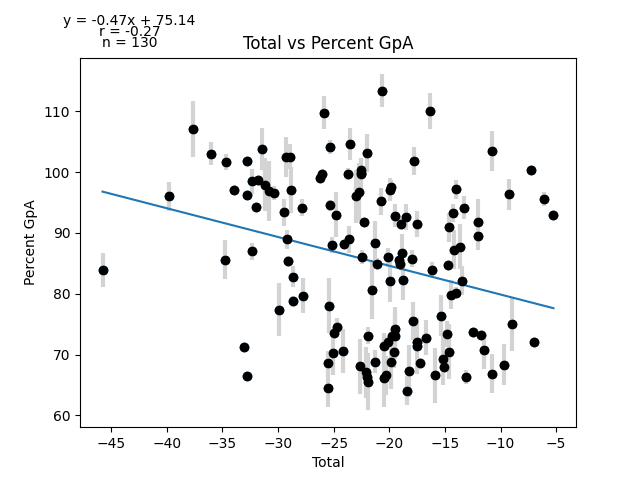 y = -0.47x + 75.14
r = -0.27
n = 130
Total vs Percent GpA
Percent GpA
110
100
90
80
70
60
−45 −40 −35 −30 −25 −20 −15 −10 −5
Total